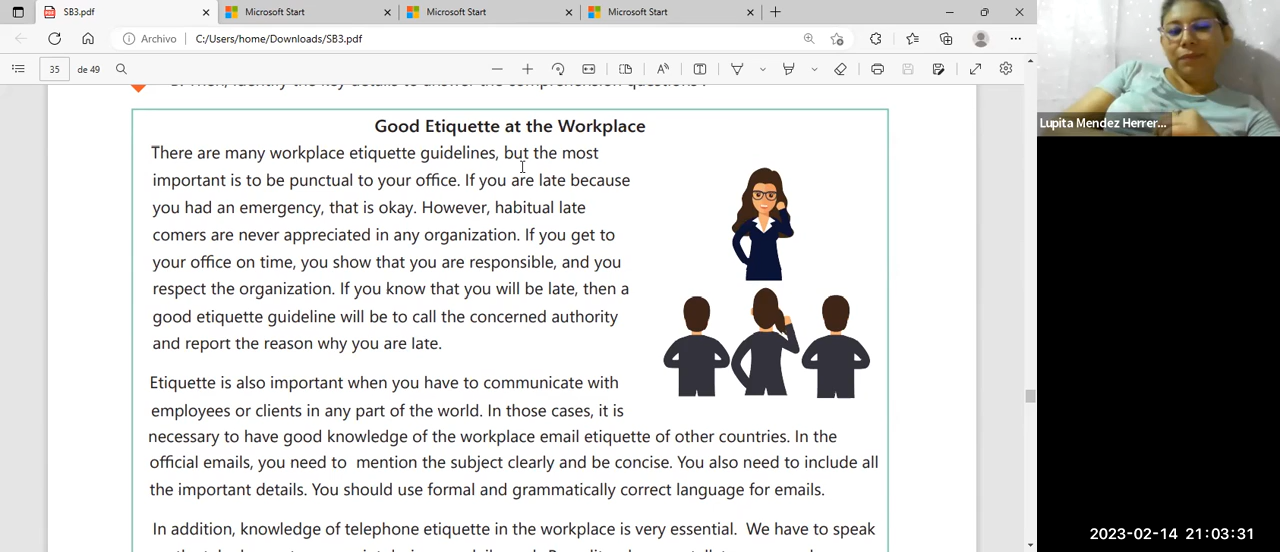 SB3.pdf
Microsoft Start
Microsoft Start
Microsoft Start
Archivo
C:/Users/home/Downloads/SB3.pdf
35
de 49
Good Etiquette at the Workplace
There are many workplace etiquette guidelines, but the most
important is to be punctual to your office. If you are late because
you had an emergency, that is okay. However, habitual late
comers are never appreciated in any organization. If you get to
your office on time, you show that you are responsible, and you
respect the organization. If you know that you will be late, then a
good etiquette guideline will be to call the concerned authority
and report the reason why you are late.
Etiquette is also important when you have to communicate with
employees or clients in any part of the world. In those cases, it is
necessary to have good knowledge of the workplace email etiquette of other countries. In the
official emails, you need to mention the subject clearly and be concise. You also need to include all
the important details. You should use formal and grammatically correct language for emails.
In addition, knowledge of telephone etiquette in the workplace is very essential. We have to speak
Lupita Mendez Herrer...
2023-02-14 21:03:31